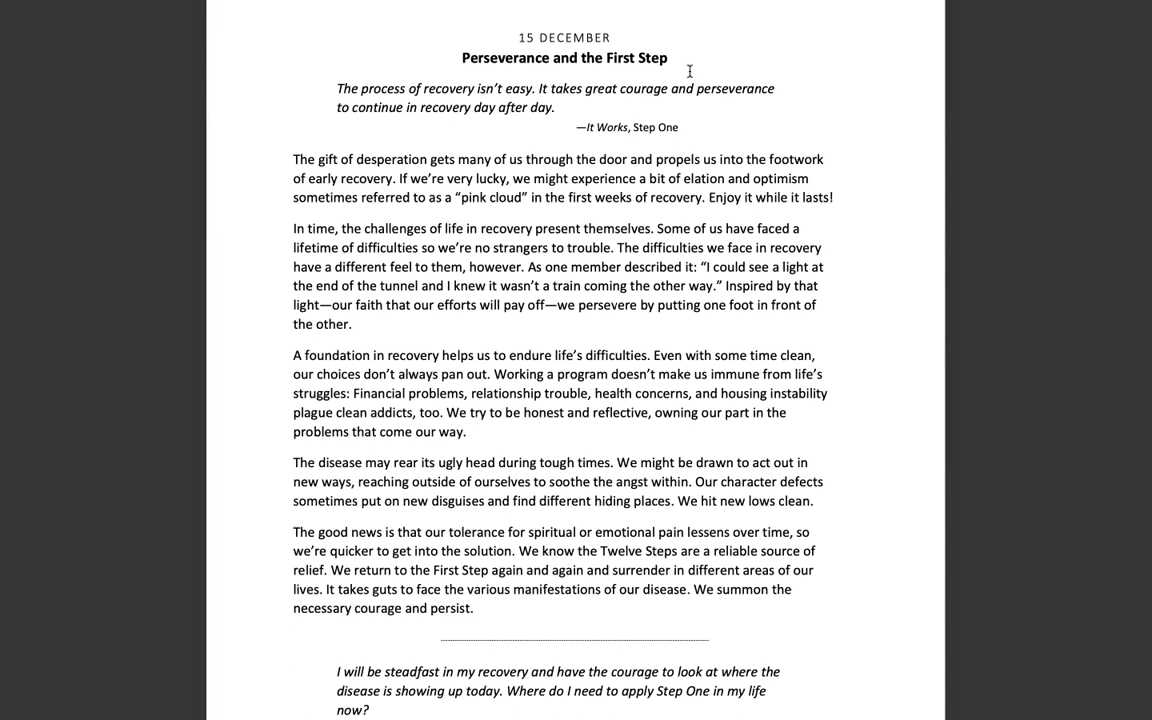 15 DECEMBER
Perseverance and the First Step
The process of recovery isn’t easy. It takes great courage and perseverance
to continue in recovery day after day.
—It Works, Step One
The gift of desperation gets many of us through the door and propels us into the footwork
of early recovery. If we’re very lucky, we might experience a bit of elation and optimism
sometimes referred to as a “pink cloud” in the first weeks of recovery. Enjoy it while it lasts!
In time, the challenges of life in recovery present themselves. Some of us have faced a
lifetime of difficulties so we’re no strangers to trouble. The difficulties we face in recovery
have a different feel to them, however. As one member described it: “I could see a light at
the end of the tunnel and I knew it wasn’t a train coming the other way.” Inspired by that
light—our faith that our efforts will pay off—we persevere by putting one foot in front of
the other.
A foundation in recovery helps us to endure life’s difficulties. Even with some time clean,
our choices don’t always pan out. Working a program doesn’t make us immune from life’s
struggles: Financial problems, relationship trouble, health concerns, and housing instability
plague clean addicts, too. We try to be honest and reflective, owning our part in the
problems that come our way.
The disease may rear its ugly head during tough times. We might be drawn to act out in
new ways, reaching outside of ourselves to soothe the angst within. Our character defects
sometimes put on new disguises and find different hiding places. We hit new lows clean.
The good news is that our tolerance for spiritual or emotional pain lessens over time, so
we’re quicker to get into the solution. We know the Twelve Steps are a reliable source of
relief. We return to the First Step again and again and surrender in different areas of our
lives. It takes guts to face the various manifestations of our disease. We summon the
necessary courage and persist.
I will be steadfast in my recovery and have the courage to look at where the
disease is showing up today. Where do I need to apply Step One in my life
now?